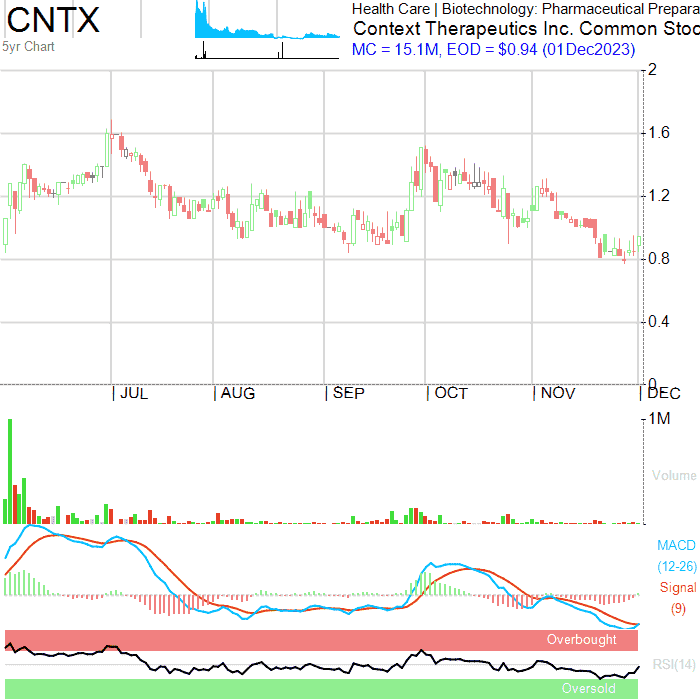 CNTX
5yr Chart
Health Care | Biotechnology: Pharmaceutical Prepara
Context Therapeutics Inc. Common Stoc
MC = 15.1M, EOD = $0.94 (01Dec2023)
2
1.6
1.2
0.8
0.4
0
JUL AUG SEP OCT NOV DEC
1M
Volume
MACD
(12-26)
Signal
(9)
Overbought
RSI(14)
Oversold